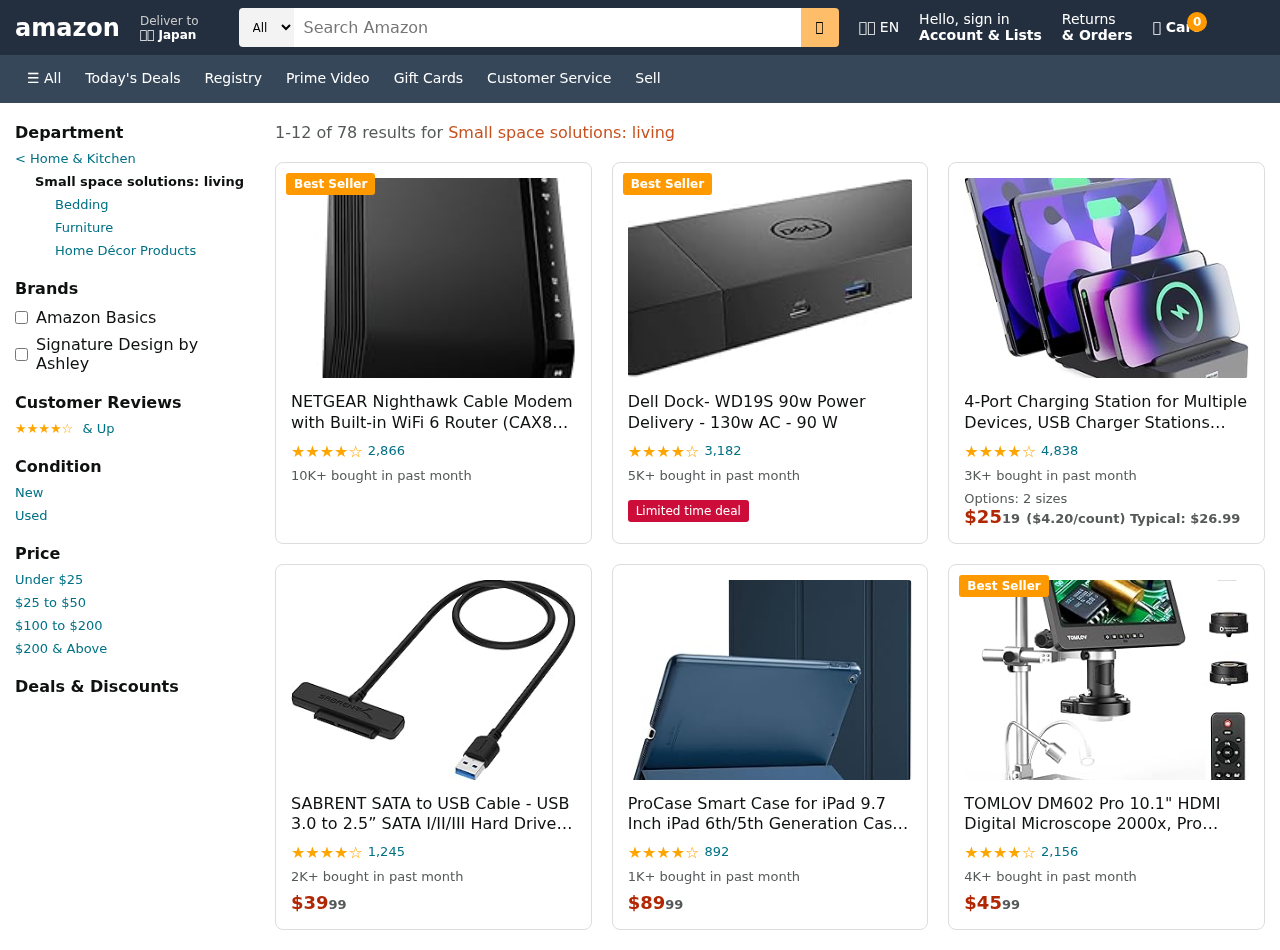 amazon
Deliver to
Japan
All
Search Amazon
EN
Hello, sign in
Account & Lists
Returns
& Orders
0
☰ All
Today's Deals
Registry
Prime Video
Gift Cards
Customer Service
Sell
Department
< Home & Kitchen
Small space solutions: living
Bedding
Furniture
Home Décor Products
Brands
Amazon Basics
Signature Design by
Ashley
Customer Reviews
★★★★☆ & Up
Condition
New
Used
Price
Under $25
$25 to $50
$100 to $200
$200 & Above
Deals & Discounts
1-12 of 78 results for Small space solutions: living
Best Seller
NETGEAR Nighthawk Cable Modem
with Built-in WiFi 6 Router (CAX8...
★★★★☆ 2,866
10K+ bought in past month
Best Seller
DELL
Dell Dock- WD19S 90w Power
Delivery - 130w AC - 90 W
★★★★☆ 3,182
5K+ bought in past month
Limited time deal
4-Port Charging Station for Multiple
Devices, USB Charger Stations...
★★★★☆ 4,838
3K+ bought in past month
Options: 2 sizes
$25 19 ($4.20/count) Typical: $26.99
SABRENT
SABRENT SATA to USB Cable - USB
3.0 to 2.5” SATA I/II/III Hard Drive...
★★★★☆ 1,245
2K+ bought in past month
$39 99
ProCase Smart Case for iPad 9.7
Inch iPad 6th/5th Generation Cas...
★★★★☆ 892
1K+ bought in past month
$89 99
Best Seller
TOMLOV
TOMLOV DM602 Pro 10.1" HDMI
Digital Microscope 2000x, Pro...
★★★★☆ 2,156
4K+ bought in past month
$45 99